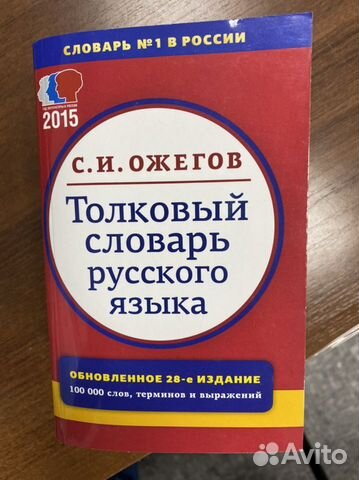 СЛОВАРЬ №1 В РОССИИ
2015
С.И. ОЖЕГОВ
Толковый
словарь
русского
языка
ОБНОВЛЕННОЕ 28-е ИЗДАНИЕ
100 000 слов, терминов и выражений
Avito